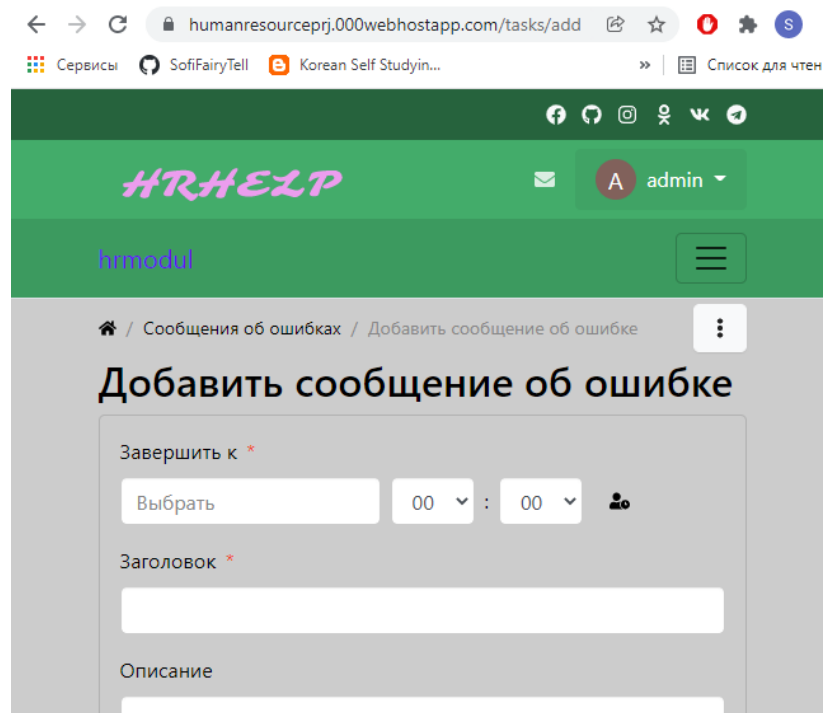 humanresourceprj.000webhostapp.com/tasks/add
S
Сервисы SofiFairyTell Korean Self Studyin... » Список для чтен
HRHELP A admin
hrmodul
/ Сообщения об ошибках / Добавить сообщение об ошибке
Добавить сообщение об ошибке
Завершить к *
Выбрать 00 : 00
Заголовок *
Описание